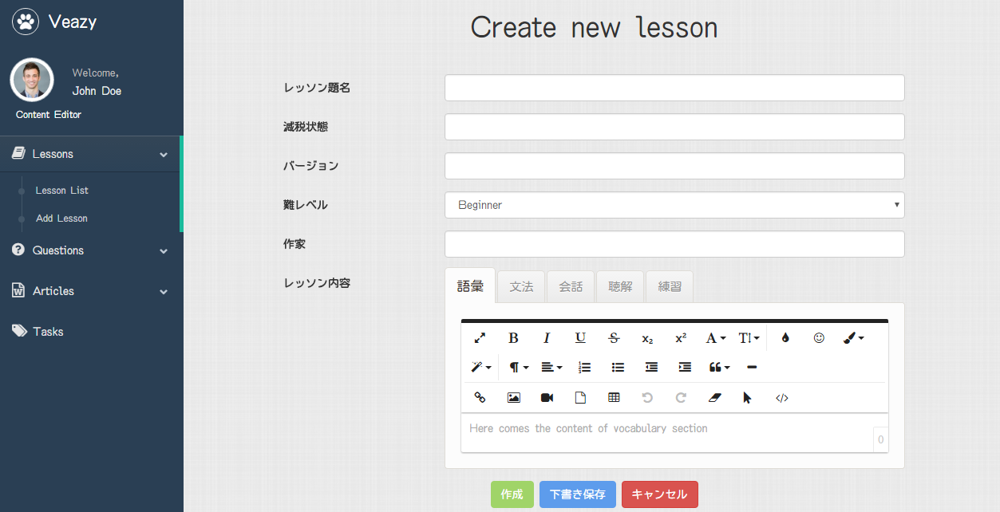 Veazy
Welcome,
John Doe
Content Editor
Lessons
Lesson List
Add Lesson
Questions
Articles
Tasks
Create new lesson
レッソン題名
減税状態
バージョン
難レベル
Beginner
作家
レッソン内容
語彙 文法 会話 聴解 練習
Here comes the content of vocabulary section
0
作成 下書き保存 キャンセル